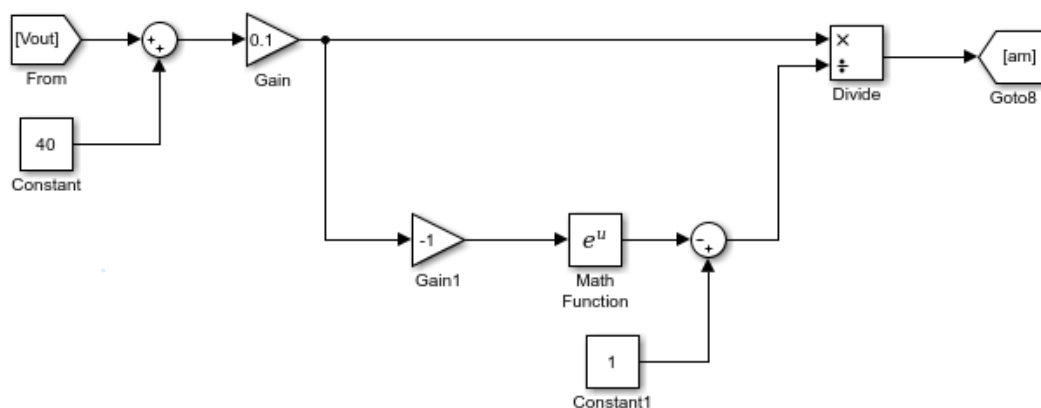 [Vout]
From
+
+
0.1
Gain
×
÷
Divide
[am]
Goto8
40
Constant
-1
Gain1
e^u
Math
Function
-
+
1
Constant1